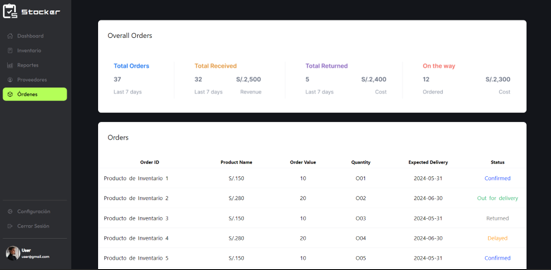 Stocker
Dashboard
Inventario
Reportes
Proveedores
Órdenes
Configuración
Cerrar Sesión
User
user@gmail.com
Overall Orders
Total Orders Total Received Total Returned On the way
37 32 S/.2,500 5 S/.2,400 12 S/.2,300
Last 7 days Last 7 days Revenue Last 7 days Cost Ordered Cost
Orders
Order ID Product Name Order Value Quantity Expected Delivery Status
Producto de Inventario 1 S/.150 10 O01 2024-05-31 Confirmed
Producto de Inventario 2 S/.280 20 O02 2024-06-30 Out for delivery
Producto de Inventario 3 S/.150 10 O03 2024-05-31 Returned
Producto de Inventario 4 S/.280 20 O04 2024-06-30 Delayed
Producto de Inventario 5 S/.150 10 O05 2024-05-31 Confirmed